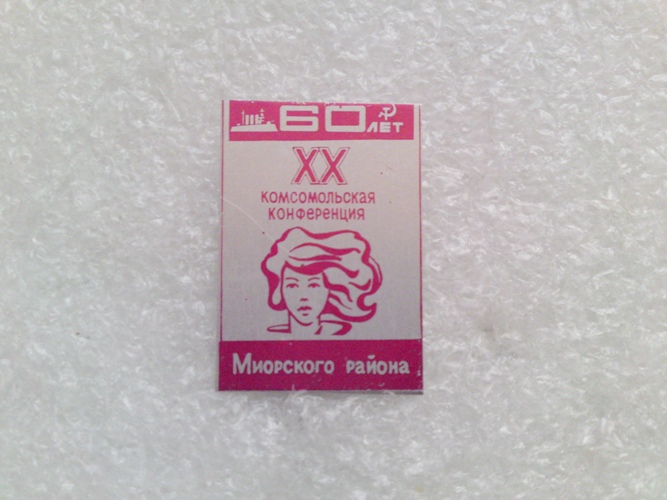 60 ЛЕТ
XX
КОМСОМОЛЬСКАЯ
КОНФЕРЕНЦИЯ
МИОРСКОГО РАЙОНА